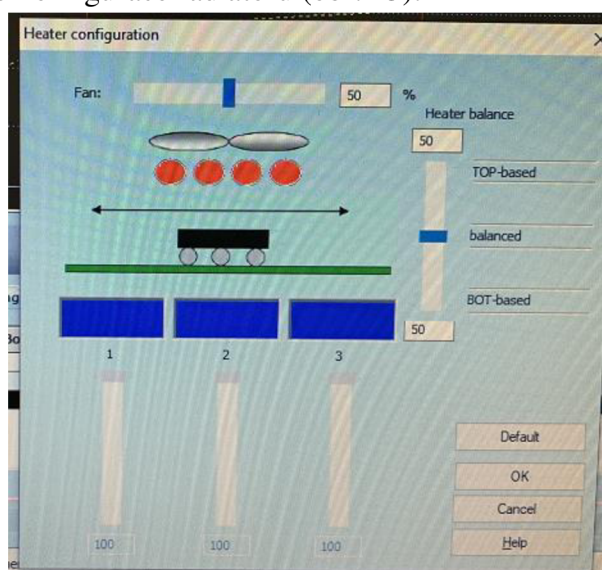 Heater configuration
Fan:
50
%
Heater balance
50
TOP-based
balanced
BOT-based
50
1
2
3
100
100
100
Default
OK
Cancel
Help